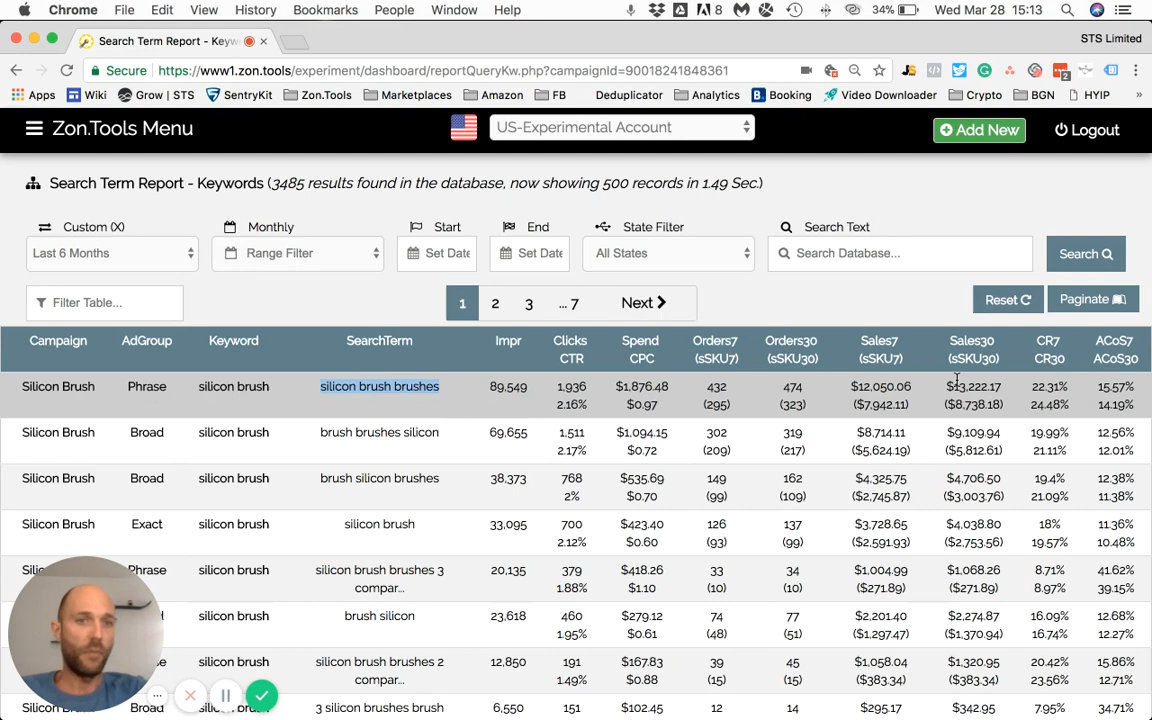 Chrome File Edit View History Bookmarks People Window Help 8 34% Wed Mar 28 15:13
Search Term Report - Keyw STS Limited
Secure https://www1.zon.tools/experiment/dashboard/reportQueryKw.php?campaignId=90018241848361
Apps Wiki Grow | STS SentryKit Zon.Tools Marketplaces Amazon FB Deduplicator Analytics Booking Video Downloader Crypto BGN HYIP »
Zon.Tools Menu US-Experimental Account Add New Logout
Search Term Report - Keywords (3485 results found in the database, now showing 500 records in 1.49 Sec.)
Custom (X) Monthly Start End State Filter Search Text
Last 6 Months Range Filter Set Date Set Date All States Search Database... Search
Filter Table... 1 2 3 ... 7 Next Reset Paginate
Campaign AdGroup Keyword SearchTerm Impr Clicks Spend Orders7 Orders30 Sales7 Sales30 CR7 ACoS7
CTR CPC (sSKU7) (sSKU30) (sSKU7) (sSKU30) CR30 ACoS30
Silicon Brush Phrase silicon brush silicon brush brushes 89,549 1,936 $1,876.48 432 474 $12,050.06 $13,222.17 22.31% 15.57%
2.16% $0.97 (295) (323) ($7,942.11) ($8,738.18) 24.48% 14.19%
Silicon Brush Broad silicon brush brush brushes silicon 69,655 1,511 $1,094.15 302 319 $8,714.11 $9,109.94 19.99% 12.56%
2.17% $0.72 (209) (217) ($5,624.19) ($5,812.61) 21.11% 12.01%
Silicon Brush Broad silicon brush brush silicon brushes 38,373 768 $535.69 149 162 $4,325.75 $4,706.50 19.4% 12.38%
2% $0.70 (99) (109) ($2,745.87) ($3,003.76) 21.09% 11.38%
Silicon Brush Exact silicon brush silicon brush 33,095 700 $423.40 126 137 $3,728.65 $4,038.80 18% 11.36%
2.12% $0.60 (93) (99) ($2,591.93) ($2,753.56) 19.57% 10.48%
Silicon Brush Phrase silicon brush silicon brush brushes 3 20,135 379 $418.26 33 34 $1,004.99 $1,068.26 8.71% 41.62%
compar... 1.88% $1.10 (10) (10) ($271.89) ($271.89) 8.97% 39.15%
silicon brush brush silicon 23,618 460 $279.12 74 77 $2,201.40 $2,274.87 16.09% 12.68%
1.95% $0.61 (48) (51) ($1,297.47) ($1,370.94) 16.74% 12.27%
silicon brush silicon brush brushes 2 12,850 191 $167.83 39 45 $1,058.04 $1,320.95 20.42% 15.86%
compar... 1.49% $0.88 (15) (15) ($383.34) ($383.34) 23.56% 12.71%
Broad silicon brush 3 silicon brushes brush 6,550 151 $102.45 12 14 $295.17 $342.95 7.95% 34.71%